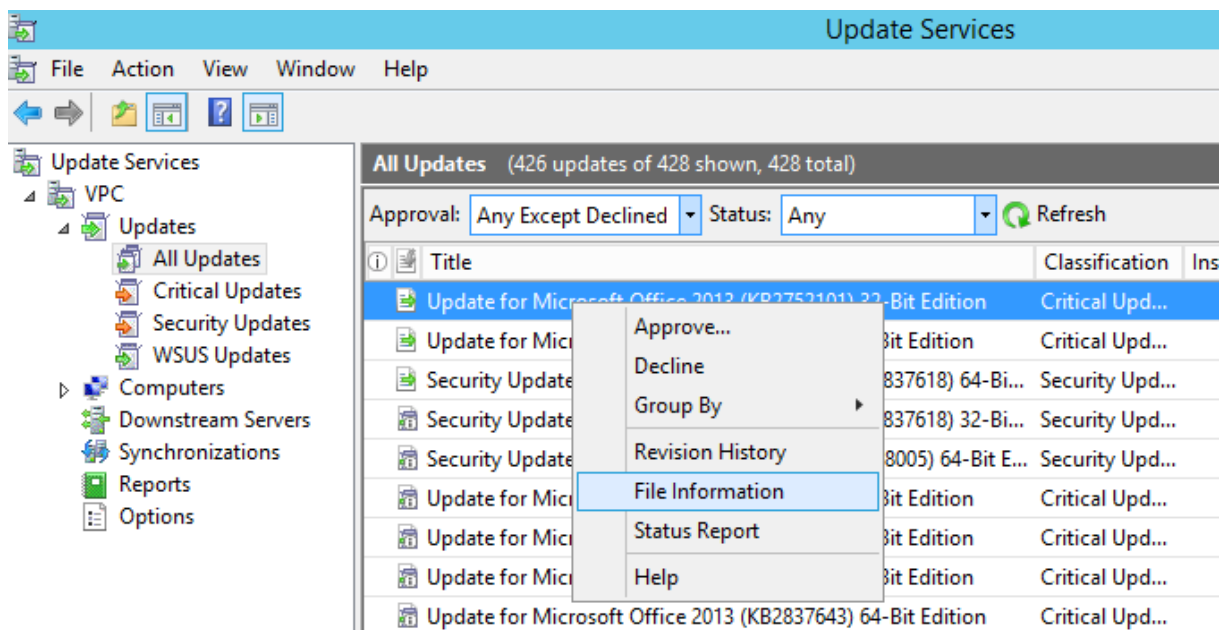 Update Services
File Action View Window Help
Update Services
VPC
Updates
All Updates
Critical Updates
Security Updates
WSUS Updates
Computers
Downstream Servers
Synchronizations
Reports
Options
All Updates (426 updates of 428 shown, 428 total)
Approval: Any Except Declined Status: Any Refresh
Title Classification Ins
Update for Microsoft Office 2013 (KB2752101) 32-Bit Edition Critical Upd...
Update for Micr Bit Edition Critical Upd...
Security Update 837618) 64-Bi... Security Upd...
Security Update 837618) 32-Bi... Security Upd...
Security Update 8005) 64-Bit E... Security Upd...
Update for Micr Bit Edition Critical Upd...
Update for Micr Bit Edition Critical Upd...
Update for Micr Bit Edition Critical Upd...
Update for Microsoft Office 2013 (KB2837643) 64-Bit Edition Critical Upd...
Approve...
Decline
Group By
Revision History
File Information
Status Report
Help